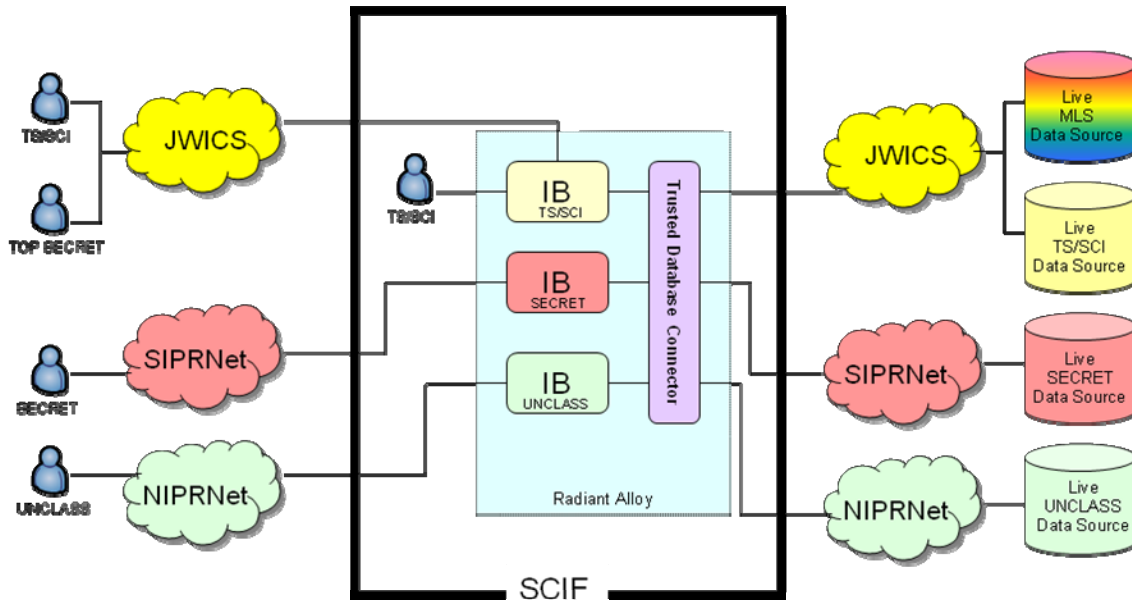 TS/SCI
TOP SECRET
JWICS
SECRET
SIPRNet
UNCLASS
NIPRNet
TS/SCI
IB
TS/SCI
IB
SECRET
IB
UNCLASS
Trusted Database Connector
Radiant Alloy
SCIF
JWICS
SIPRNet
NIPRNet
Live
MLS
Data Source
Live
TS/SCI
Data Source
Live
SECRET
Data Source
Live
UNCLASS
Data Source